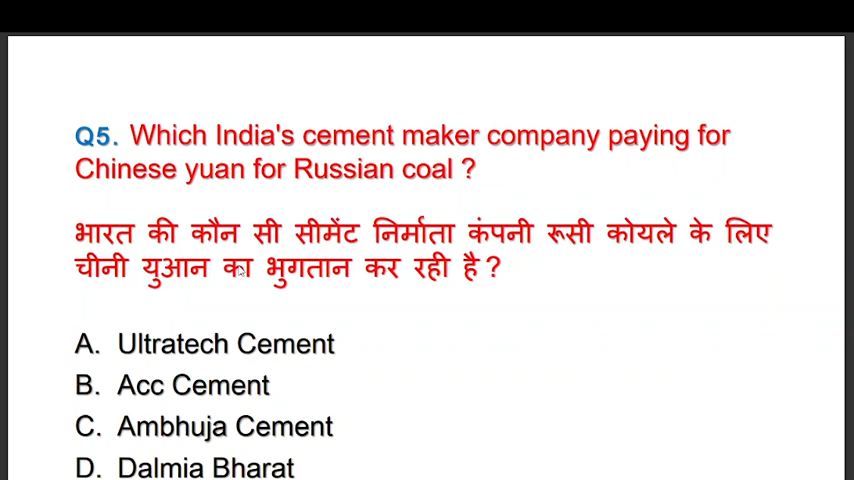 Q5. Which India's cement maker company paying for
Chinese yuan for Russian coal ?
भारत की कौन सी सीमेंट निर्माता कंपनी रूसी कोयले के लिए
चीनी युआन का भुगतान कर रही है ?
A. Ultratech Cement
B. Acc Cement
C. Ambhuja Cement
D. Dalmia Bharat